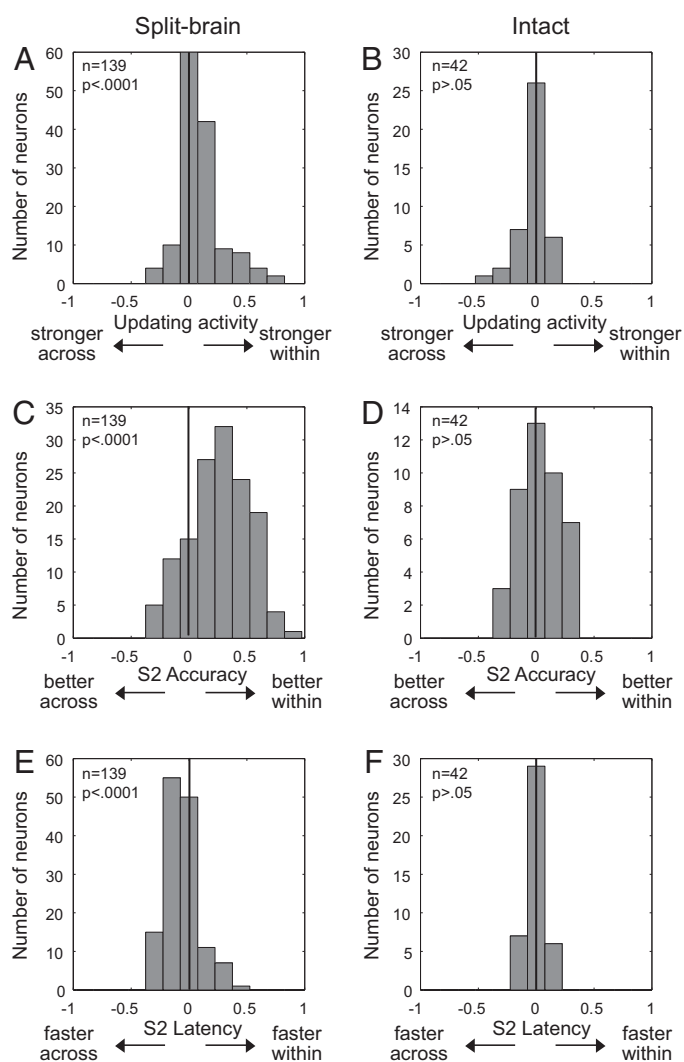 Split-brain
Intact
A
n=139
p<.0001
Number of neurons
60
50
40
30
20
10
0
-1 -0.5 0 0.5 1
Updating activity
stronger across
stronger within
B
n=42
p>.05
Number of neurons
30
25
20
15
10
5
0
-1 -0.5 0 0.5 1
Updating activity
stronger across
stronger within
C
n=139
p<.0001
Number of neurons
35
30
25
20
15
10
5
0
-1 -0.5 0 0.5 1
S2 Accuracy
better across
better within
D
n=42
p>.05
Number of neurons
14
12
10
8
6
4
2
0
-1 -0.5 0 0.5 1
S2 Accuracy
better across
better within
E
n=139
p<.0001
Number of neurons
60
50
40
30
20
10
0
-1 -0.5 0 0.5 1
S2 Latency
faster across
faster within
F
n=42
p>.05
Number of neurons
30
25
20
15
10
5
0
-1 -0.5 0 0.5 1
S2 Latency
faster across
faster within